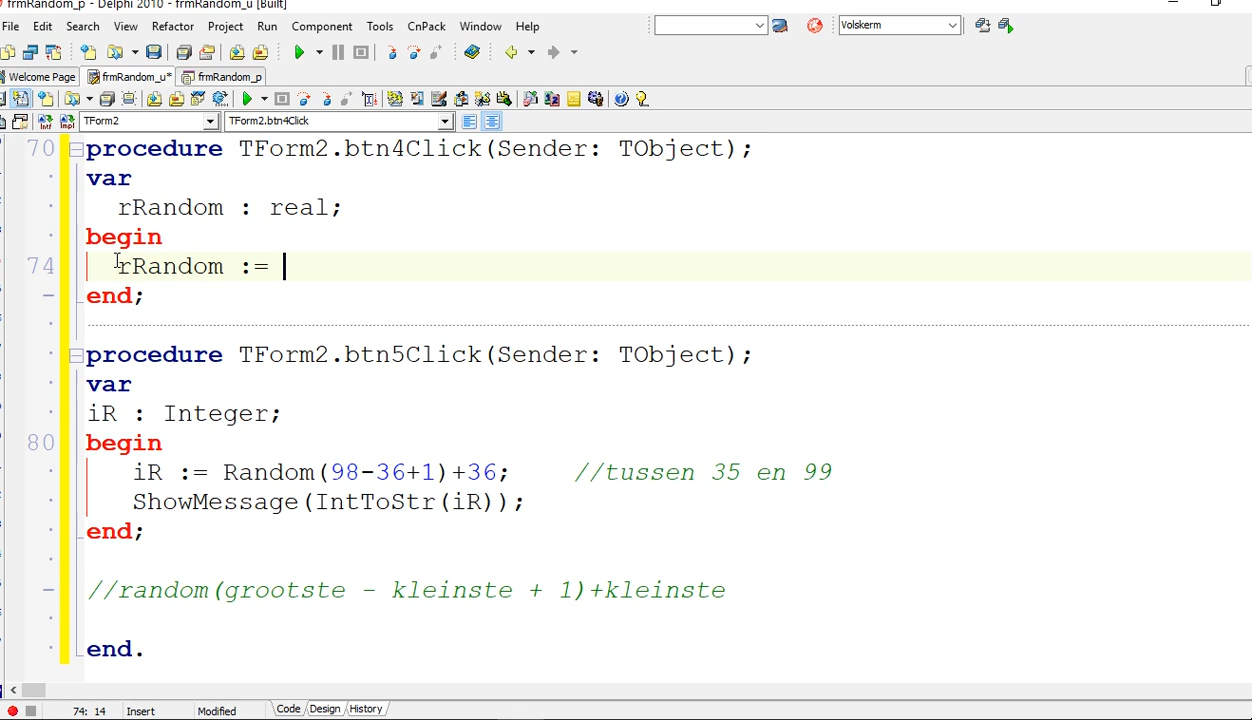 frmRandom_p - Delphi 2010 - frmRandom_u [Built]
File Edit Search View Refactor Project Run Component Tools CnPack Window Help
Volskerm
Welcome Page frmRandom_u* frmRandom_p
TForm2 TForm2.btn4Click
70 procedure TForm2.btn4Click(Sender: TObject);
var
rRandom : real;
begin
74 rRandom :=
end;
procedure TForm2.btn5Click(Sender: TObject);
var
iR : Integer;
80 begin
iR := Random(98-36+1)+36; //tussen 35 en 99
ShowMessage(IntToStr(iR));
end;
//random(grootste - kleinste + 1)+kleinste
end.
74: 14 Insert Modified Code Design History